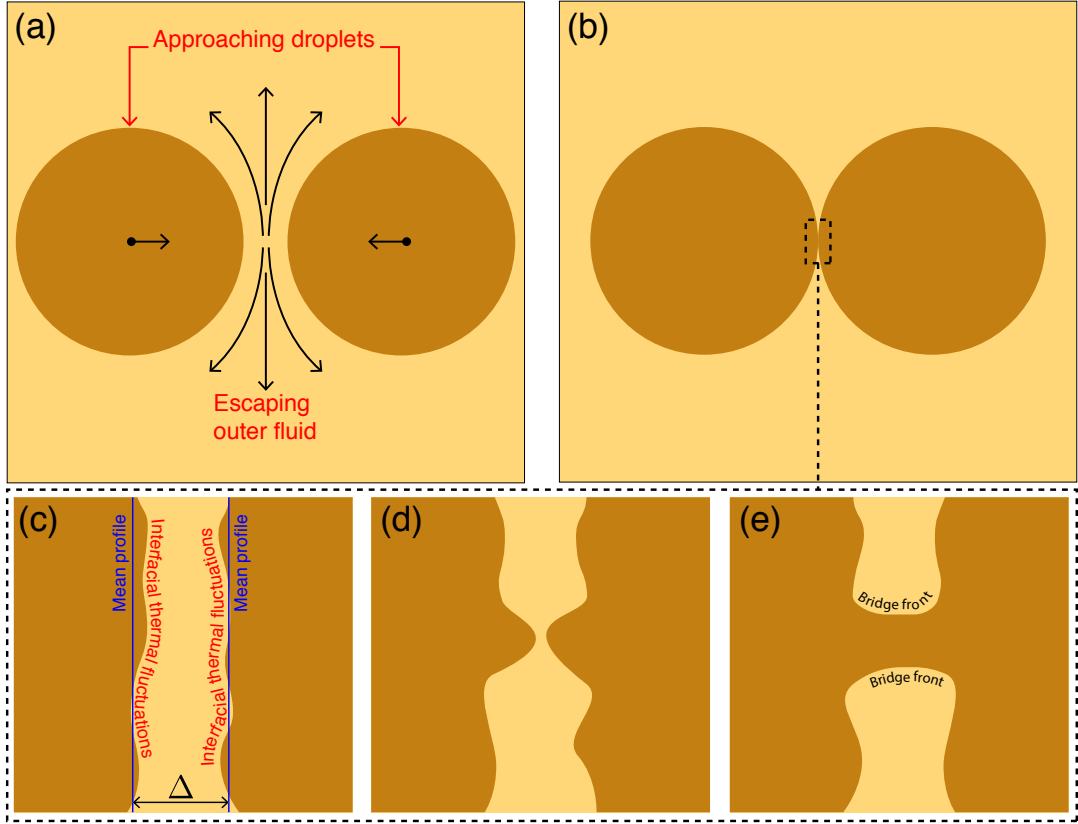 (a)
Approaching droplets
Escaping
outer fluid
(b)
(c)
Mean profile
Interfacial thermal fluctuations
Interfacial thermal fluctuations
Mean profile
Δ
(d)
(e)
Bridge front
Bridge front